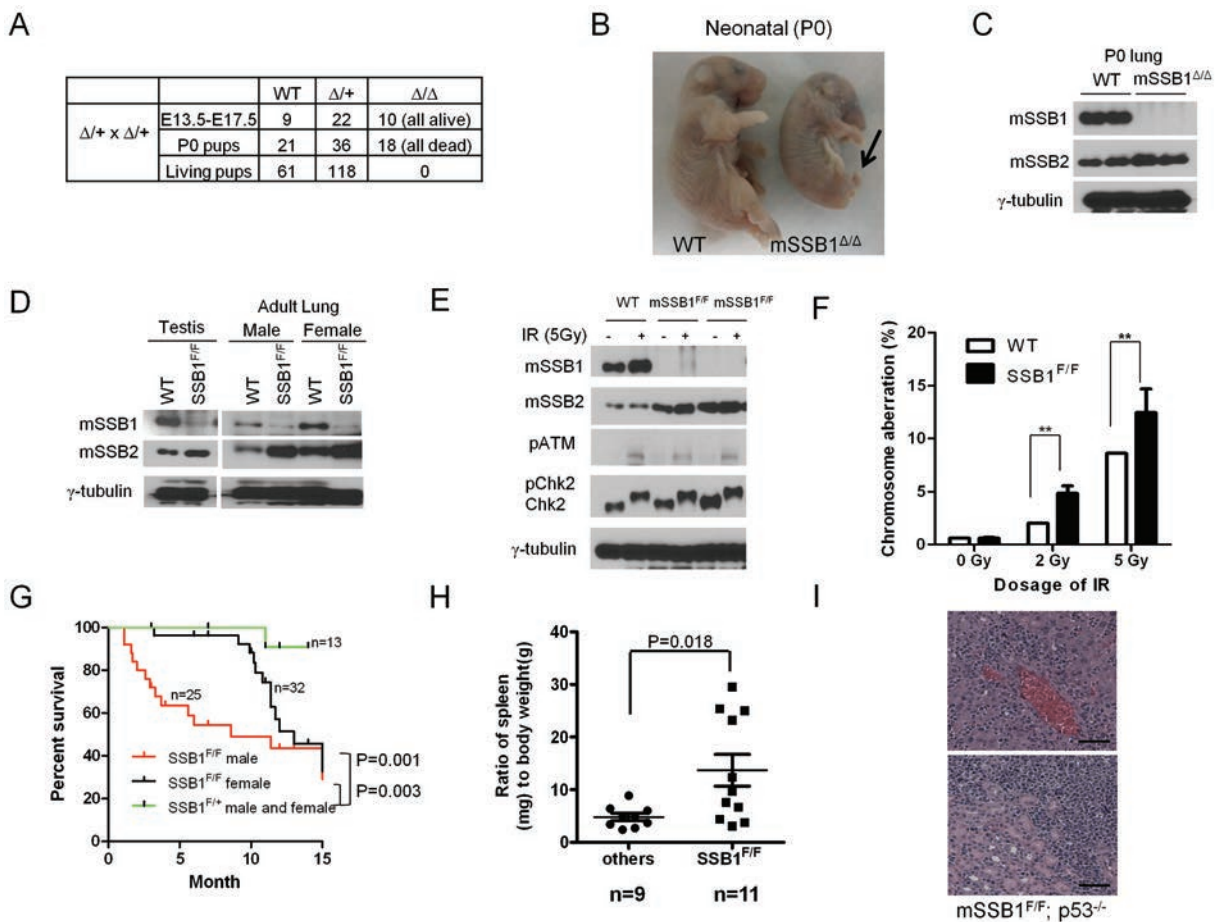 A
WT Δ/+ Δ/Δ
Δ/+ x Δ/+
E13.5-E17.5 9 22 10 (all alive)
P0 pups 21 36 18 (all dead)
Living pups 61 118 0
B
Neonatal (P0)
WT mSSB1Δ/Δ
C
P0 lung
WT mSSB1Δ/Δ
mSSB1
mSSB2
γ-tubulin
D
Adult Lung
Testis Male Female
WT SSB1F/F WT SSB1F/F WT SSB1F/F
mSSB1
mSSB2
γ-tubulin
E
WT mSSB1F/F mSSB1F/F
IR (5Gy) - + - + - +
mSSB1
mSSB2
pATM
pChk2
Chk2
γ-tubulin
F
Chromosome aberration (%)
20
15
10
5
0
WT
SSB1F/F
**
**
0 Gy 2 Gy 5 Gy
Dosage of IR
G
Percent survival
100
80
60
40
20
0
n=13
n=25
n=32
SSB1F/F male
SSB1F/F female
SSB1F/+ male and female
P=0.001
P=0.003
0 5 10 15
Month
H
Ratio of spleen
(mg) to body weight(g)
40
30
20
10
0
P=0.018
others SSB1F/F
n=9 n=11
I
mSSB1F/F; p53-/-